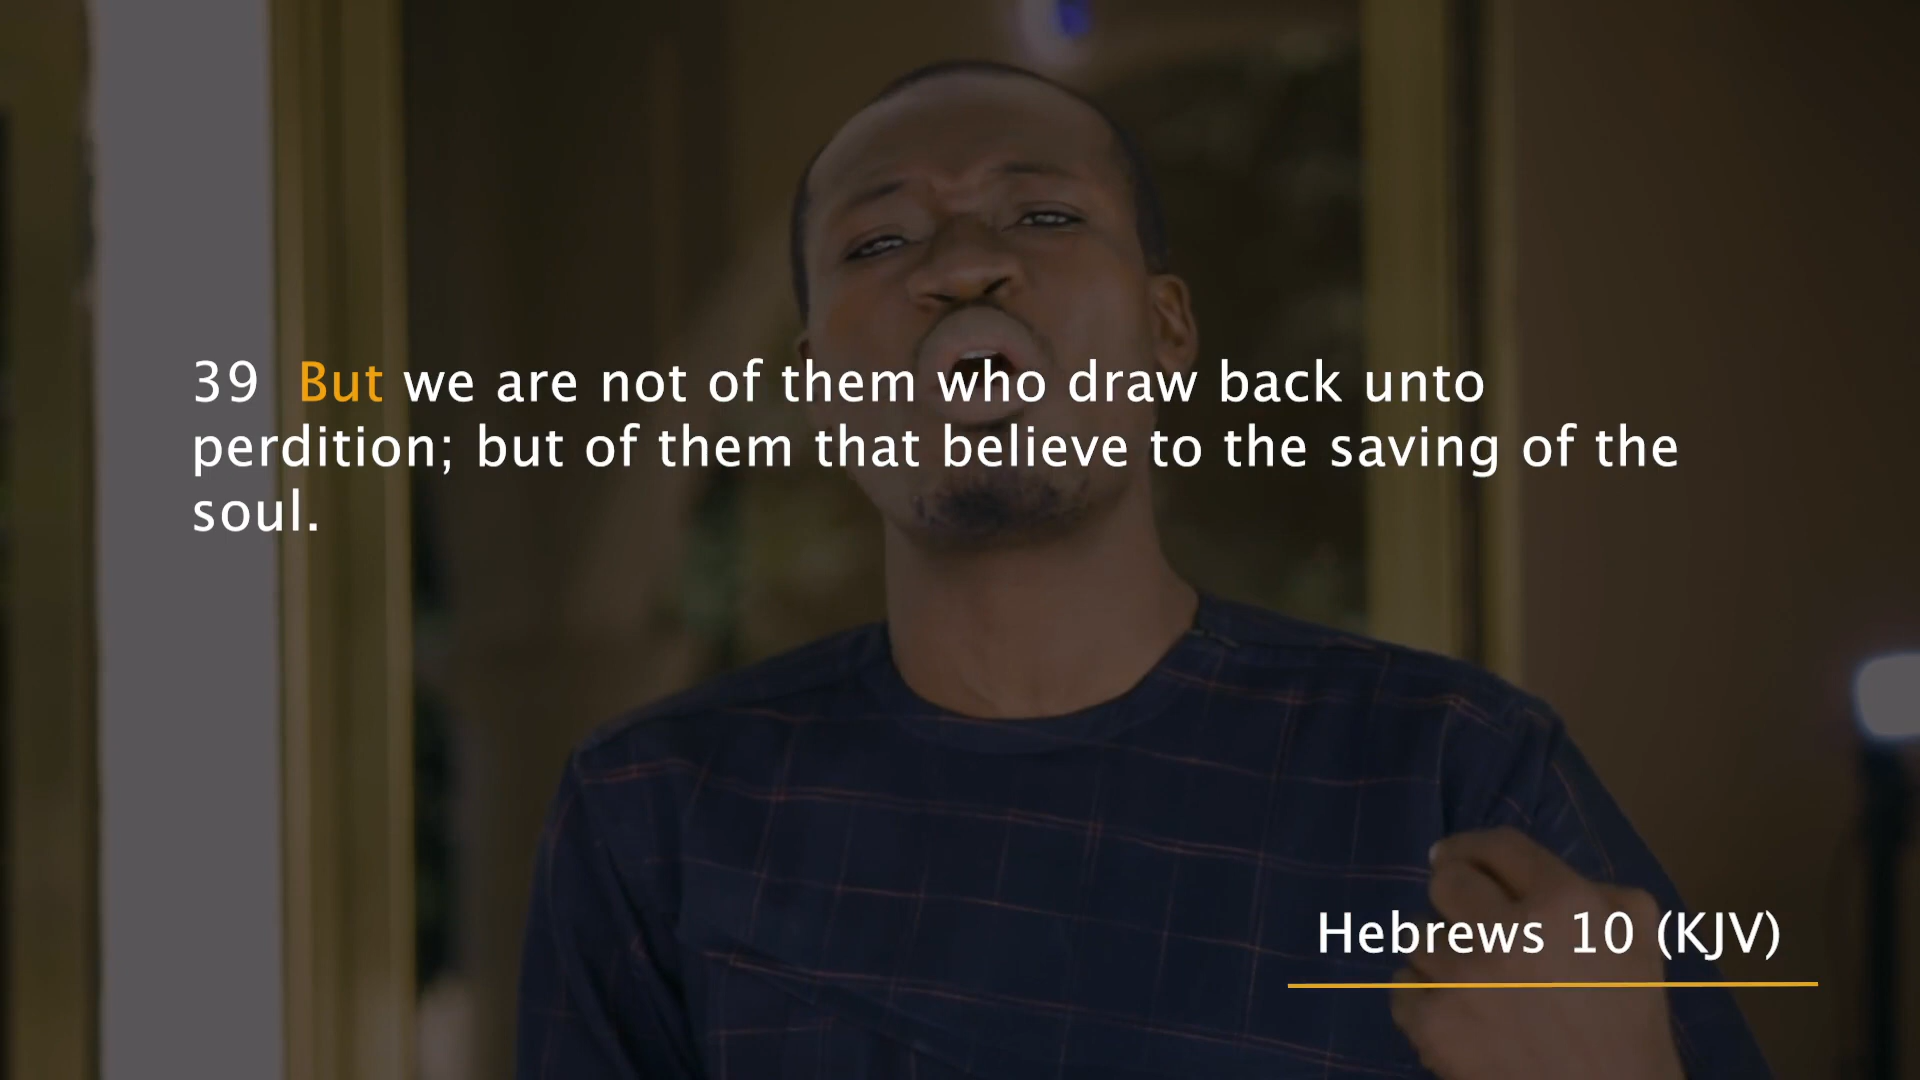 39 But we are not of them who draw back unto
perdition; but of them that believe to the saving of the
soul.
Hebrews 10 (KJV)